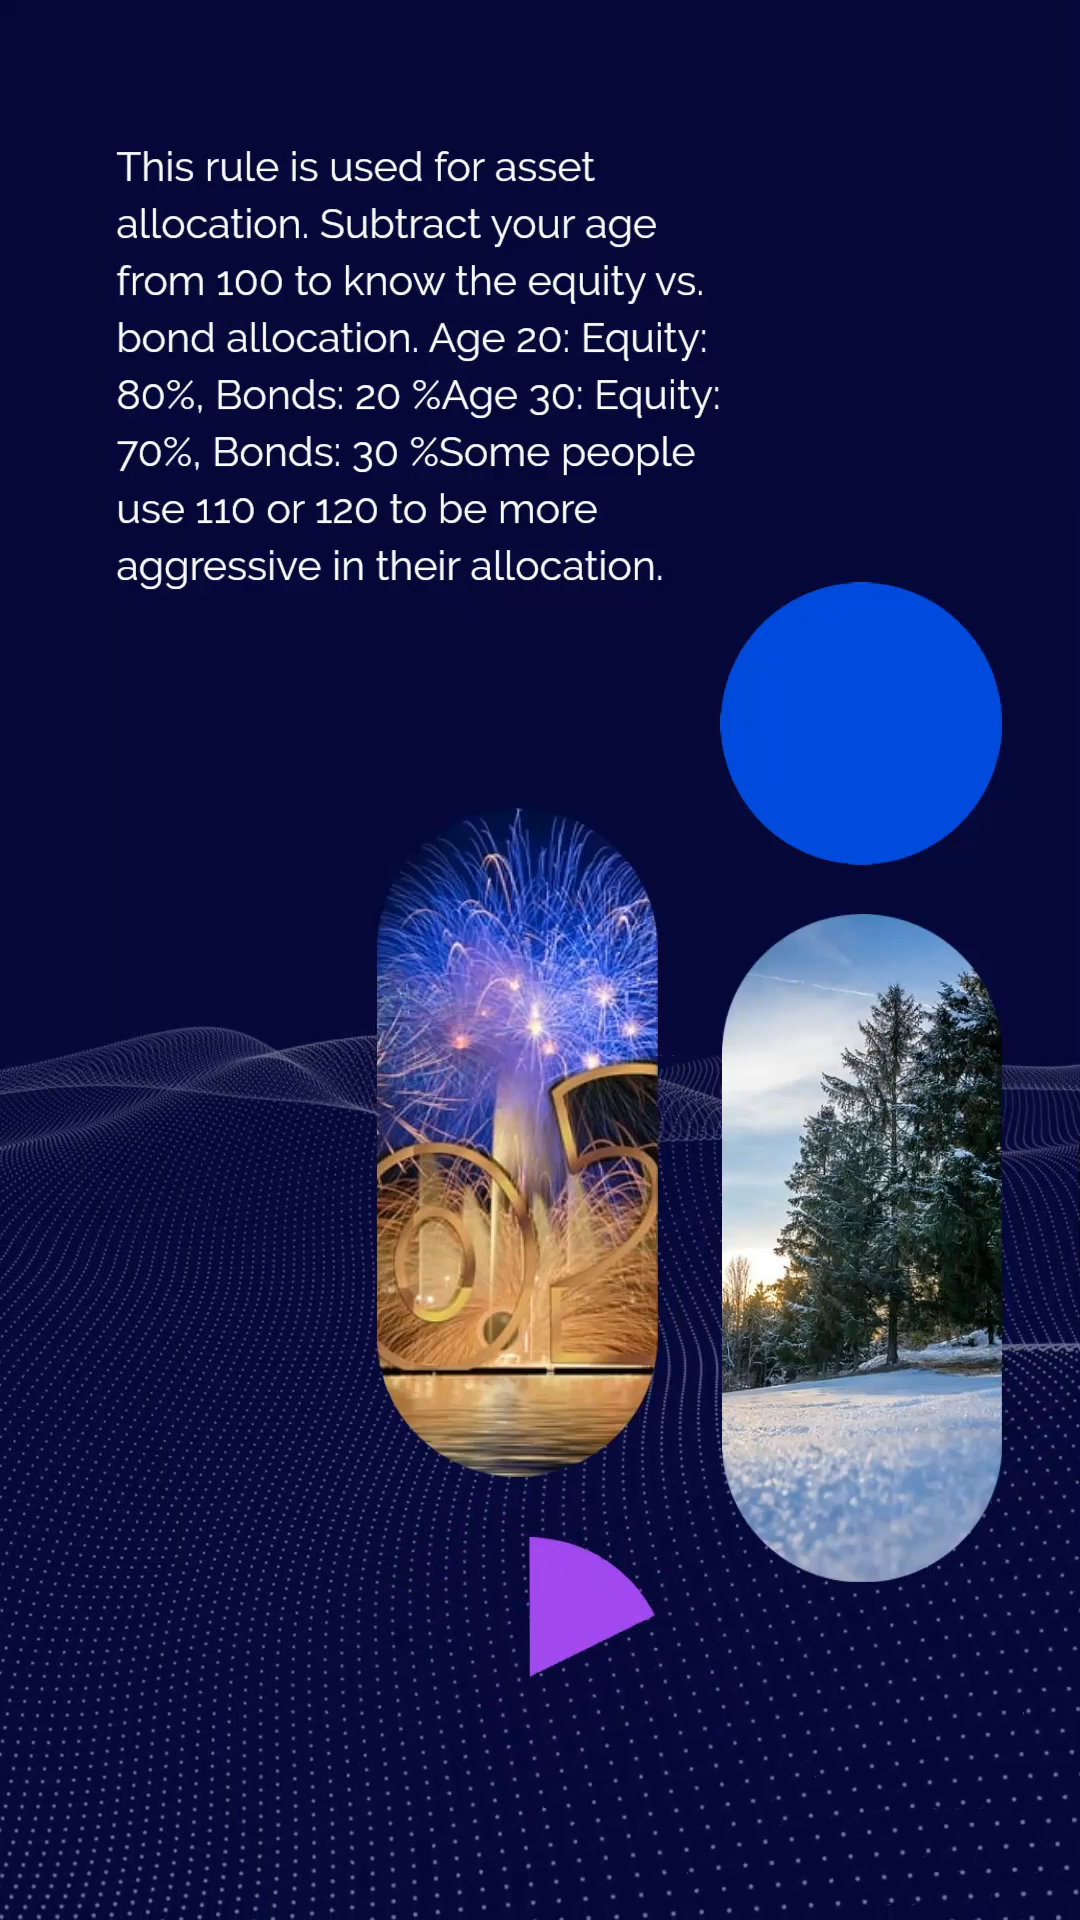 This rule is used for asset
allocation. Subtract your age
from 100 to know the equity vs.
bond allocation. Age 20: Equity:
80%, Bonds: 20 %Age 30: Equity:
70%, Bonds: 30 %Some people
use 110 or 120 to be more
aggressive in their allocation.